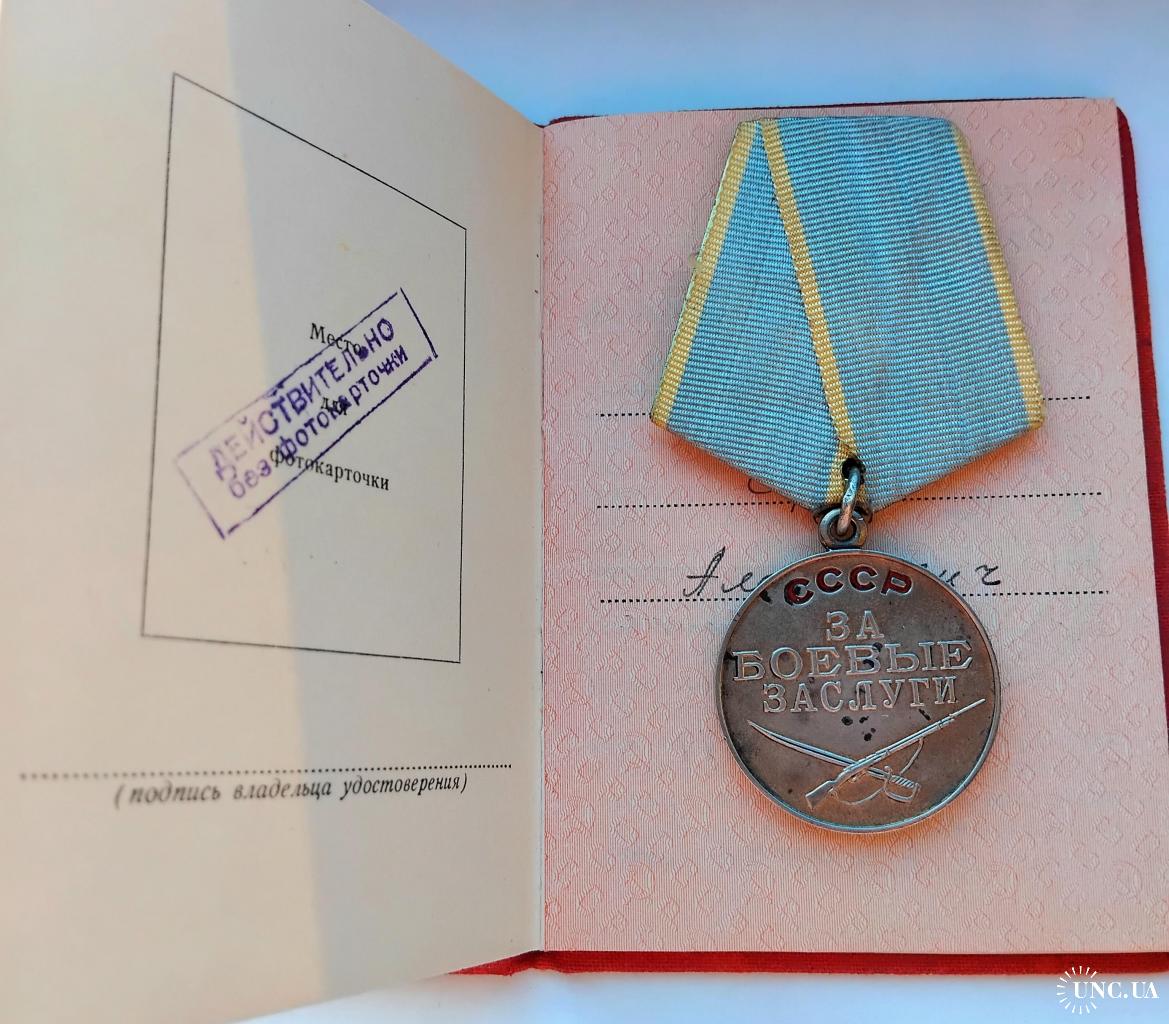 Место
для
фотокарточки
ДЕЙСТВИТЕЛЬНО
без фотокарточки
(подпись владельца удостоверения)
СССР
ЗА
БОЕВЫЕ
ЗАСЛУГИ
UNC.UA